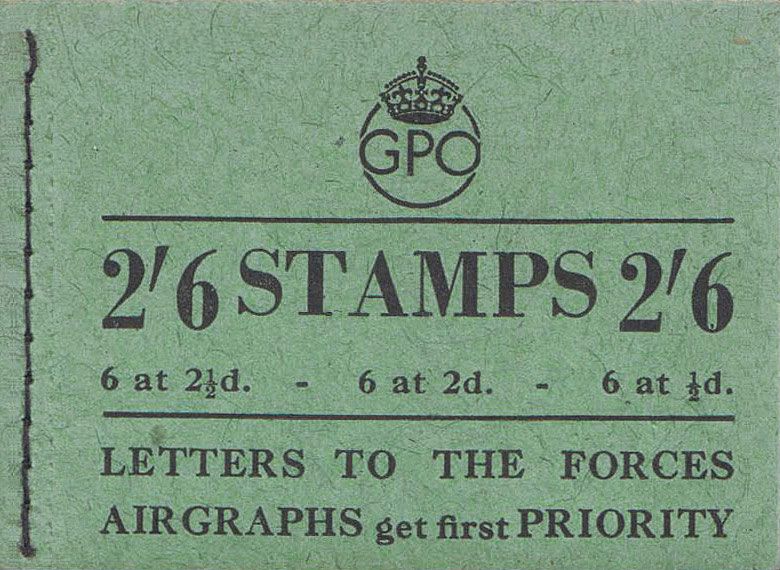 GPO
2'6 STAMPS 2'6
6 at 2½d. - 6 at 2d. - 6 at ½d.
LETTERS TO THE FORCES
AIRGRAPHS get first PRIORITY